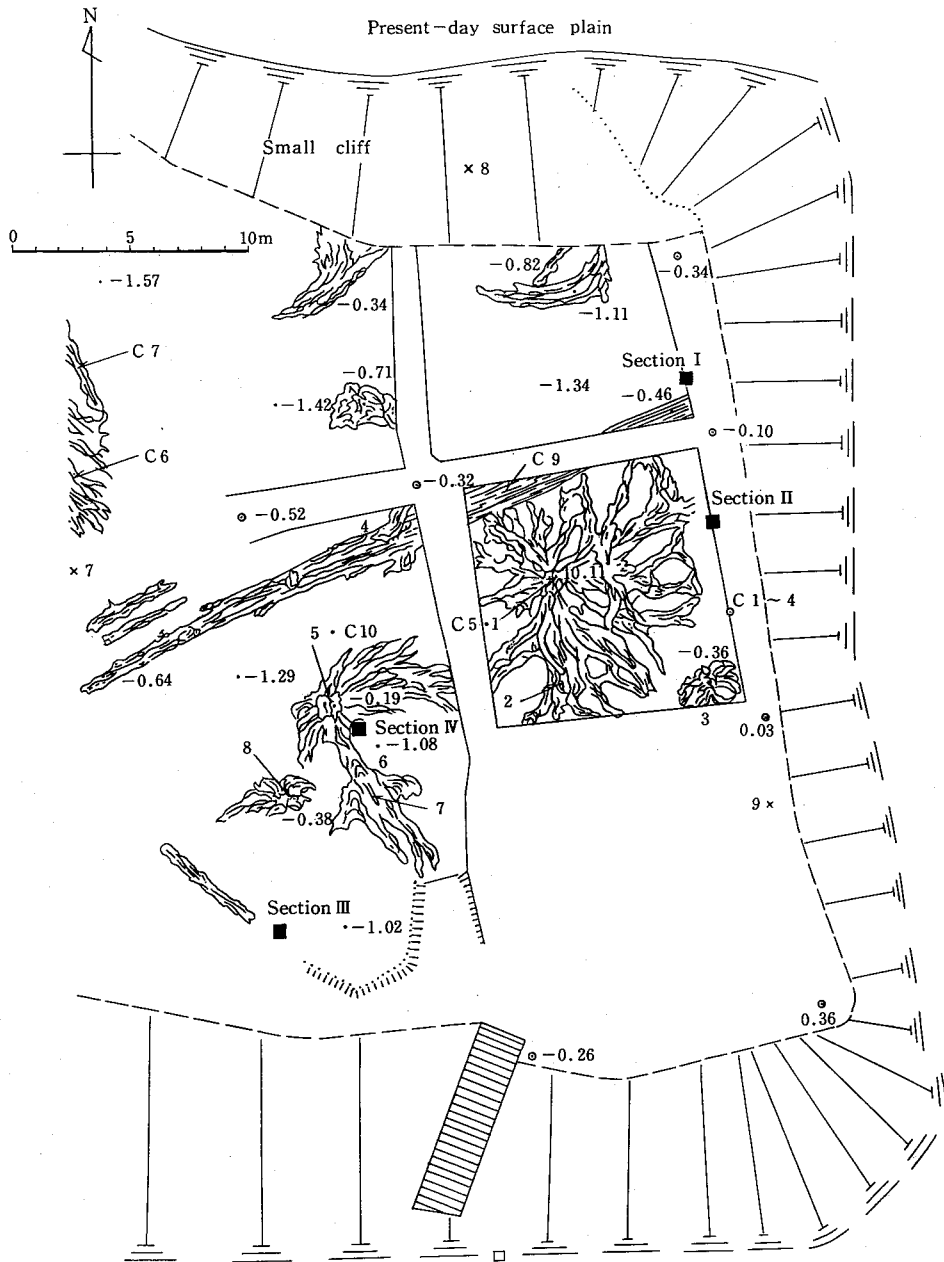 N
Present-day surface plain
Small cliff
× 8
0 5 10m
-1.57
-0.34
-0.82
-0.34
-1.11
C 7
Section I
-0.71
-1.34
-0.46
-1.42
-0.10
C 6
C 9
-0.32
Section II
-0.52
4
× 7
C 1~4
C 5・1
5 ・ C10
-0.36
-0.64
-1.29
0.19
2
3
0.03
Section Ⅳ
-1.08
8
6
9 ×
7
-0.38
Section Ⅲ
-1.02
0.36
-0.26